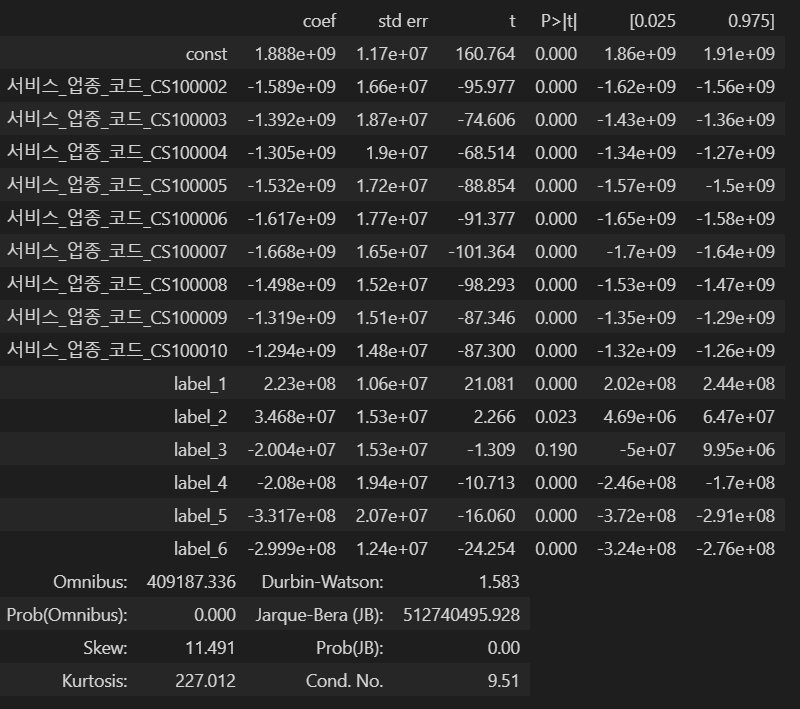 coef std err t P>|t| [0.025 0.975]
const 1.888e+09 1.17e+07 160.764 0.000 1.86e+09 1.91e+09
서비스_업종_코드_CS100002 -1.589e+09 1.66e+07 -95.977 0.000 -1.62e+09 -1.56e+09
서비스_업종_코드_CS100003 -1.392e+09 1.87e+07 -74.606 0.000 -1.43e+09 -1.36e+09
서비스_업종_코드_CS100004 -1.305e+09 1.9e+07 -68.514 0.000 -1.34e+09 -1.27e+09
서비스_업종_코드_CS100005 -1.532e+09 1.72e+07 -88.854 0.000 -1.57e+09 -1.5e+09
서비스_업종_코드_CS100006 -1.617e+09 1.77e+07 -91.377 0.000 -1.65e+09 -1.58e+09
서비스_업종_코드_CS100007 -1.668e+09 1.65e+07 -101.364 0.000 -1.7e+09 -1.64e+09
서비스_업종_코드_CS100008 -1.498e+09 1.52e+07 -98.293 0.000 -1.53e+09 -1.47e+09
서비스_업종_코드_CS100009 -1.319e+09 1.51e+07 -87.346 0.000 -1.35e+09 -1.29e+09
서비스_업종_코드_CS100010 -1.294e+09 1.48e+07 -87.300 0.000 -1.32e+09 -1.26e+09
label_1 2.23e+08 1.06e+07 21.081 0.000 2.02e+08 2.44e+08
label_2 3.468e+07 1.53e+07 2.266 0.023 4.69e+06 6.47e+07
label_3 -2.004e+07 1.53e+07 -1.309 0.190 -5e+07 9.95e+06
label_4 -2.08e+08 1.94e+07 -10.713 0.000 -2.46e+08 -1.7e+08
label_5 -3.317e+08 2.07e+07 -16.060 0.000 -3.72e+08 -2.91e+08
label_6 -2.999e+08 1.24e+07 -24.254 0.000 -3.24e+08 -2.76e+08
Omnibus: 409187.336 Durbin-Watson: 1.583
Prob(Omnibus): 0.000 Jarque-Bera (JB): 512740495.928
Skew: 11.491 Prob(JB): 0.00
Kurtosis: 227.012 Cond. No. 9.51